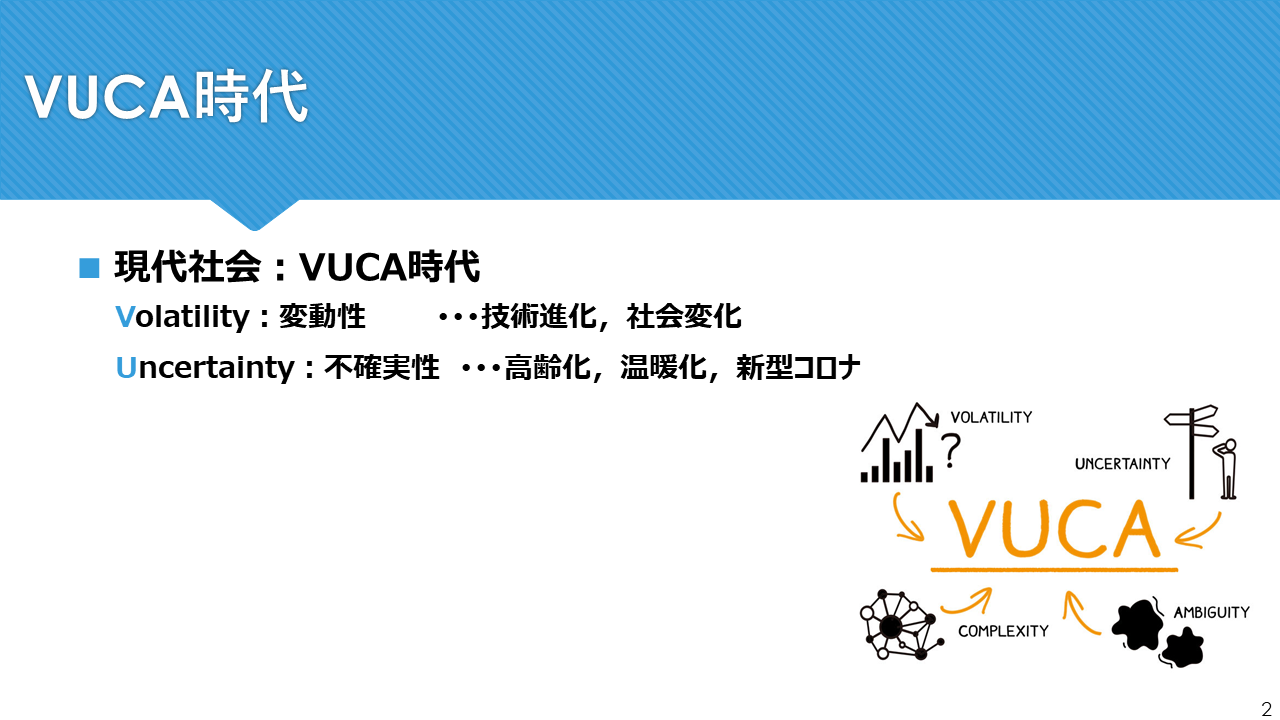 VUCA時代
現代社会：VUCA時代
Volatility：変動性　　･･･技術進化，社会変化
Uncertainty：不確実性　･･･高齢化，温暖化，新型コロナ
VOLATILITY
?
UNCERTAINTY
VUCA
COMPLEXITY
AMBIGUITY
2